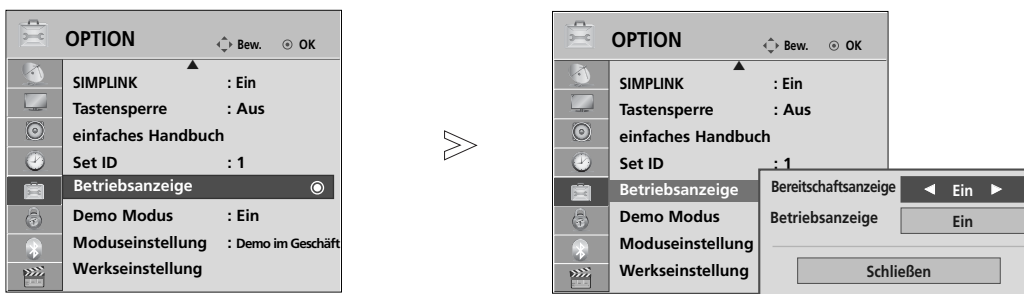 OPTION
Bew.
OK
SIMPLINK : Ein
Tastensperre : Aus
einfaches Handbuch
Set ID : 1
Betriebsanzeige
Demo Modus : Ein
Moduseinstellung : Demo im Geschäft
Werkseinstellung
OPTION
Bew.
OK
SIMPLINK : Ein
Tastensperre : Aus
einfaches Handbuch
Set ID : 1
Betriebsanzeige
Demo Modus
Moduseinstellung
Werkseinstellung
Bereitschaftsanzeige ◀ Ein ▶
Betriebsanzeige Ein
Schließen